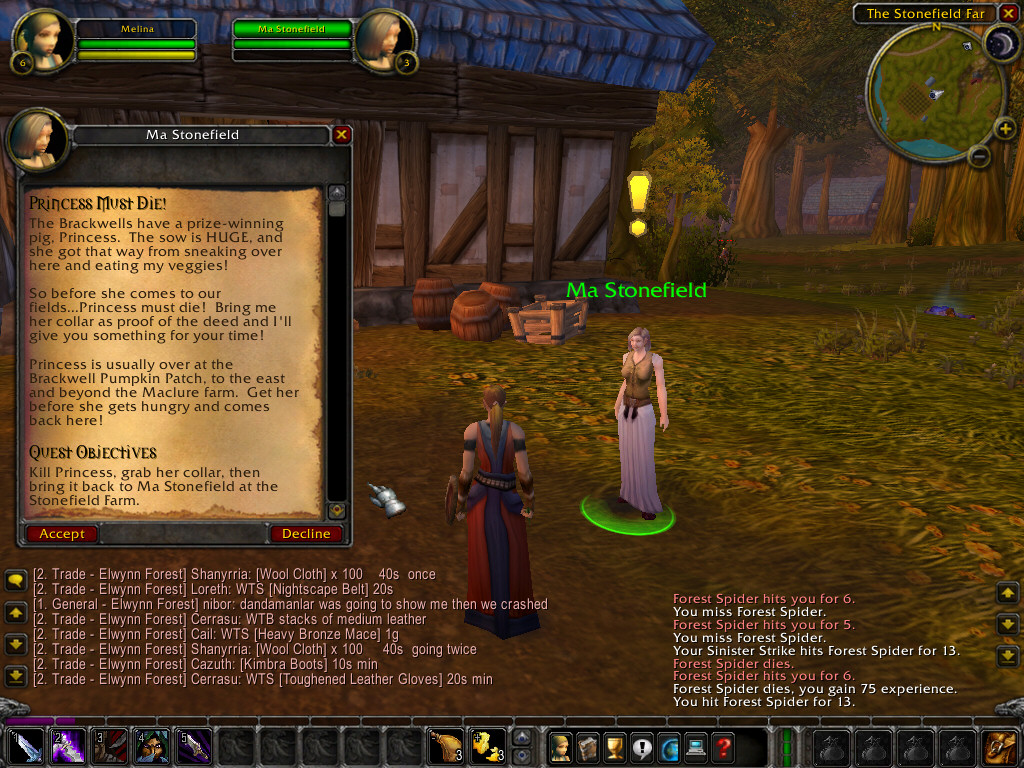 Melina
6
Ma Stonefield
3
The Stonefield Far
N
Ma Stonefield
Princess Must Die!
The Brackwells have a prize-winning
pig, Princess. The sow is HUGE, and
she got that way from sneaking over
here and eating my veggies!
So before she comes to our
fields...Princess must die! Bring me
her collar as proof of the deed and I'll
give you something for your time!
Princess is usually over at the
Brackwell Pumpkin Patch, to the east
and beyond the Maclure farm. Get her
before she gets hungry and comes
back here!
Quest Objectives
Kill Princess, grab her collar, then
bring it back to Ma Stonefield at the
Stonefield Farm.
Accept
Decline
Ma Stonefield
[2. Trade - Elwynn Forest] Shanyrria: [Wool Cloth] x 100 40s once
[2. Trade - Elwynn Forest] Loreth: WTS [Nightscape Belt] 20s
[1. General - Elwynn Forest] nibor: dandamanlar was going to show me then we crashed
[2. Trade - Elwynn Forest] Cerrasu: WTB stacks of medium leather
[2. Trade - Elwynn Forest] Cail: WTS [Heavy Bronze Mace] 1g
[2. Trade - Elwynn Forest] Shanyrria: [Wool Cloth] x 100 40s going twice
[2. Trade - Elwynn Forest] Cazuth: [Kimbra Boots] 10s min
[2. Trade - Elwynn Forest] Cerrasu: WTS [Toughened Leather Gloves] 20s min
Forest Spider hits you for 6.
You miss Forest Spider.
Forest Spider hits you for 5.
You miss Forest Spider.
Your Sinister Strike hits Forest Spider for 13.
Forest Spider dies.
Forest Spider hits you for 6.
Forest Spider dies, you gain 75 experience.
You hit Forest Spider for 13.
2 3 4 5 3 3 ?